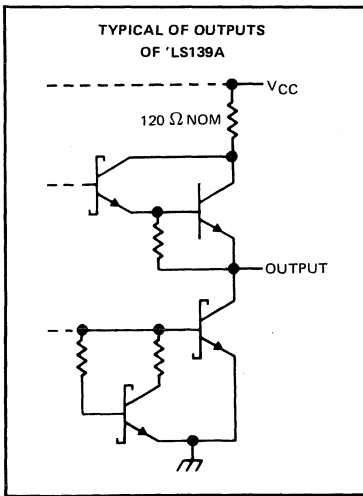 TYPICAL OF OUTPUTS
OF 'LS139A
VCC
120 Ω NOM
OUTPUT